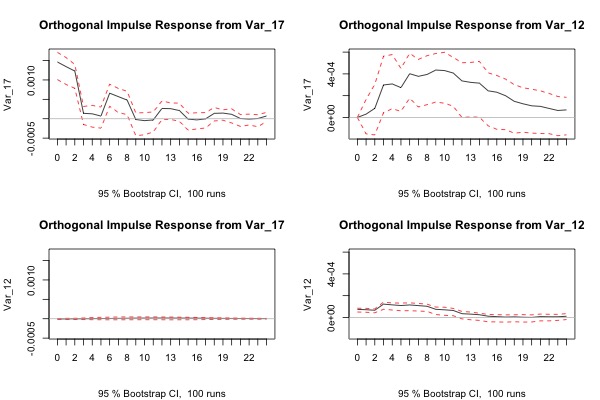 Orthogonal Impulse Response from Var_17
Var_17
0.0010
-0.0005
0 2 4 6 8 10 13 16 19 22
95 % Bootstrap CI, 100 runs
Orthogonal Impulse Response from Var_12
Var_17
4e-04
0e+00
0 2 4 6 8 10 13 16 19 22
95 % Bootstrap CI, 100 runs
Orthogonal Impulse Response from Var_17
Var_12
0.0010
-0.0005
0 2 4 6 8 10 13 16 19 22
95 % Bootstrap CI, 100 runs
Orthogonal Impulse Response from Var_12
Var_12
4e-04
0e+00
0 2 4 6 8 10 13 16 19 22
95 % Bootstrap CI, 100 runs